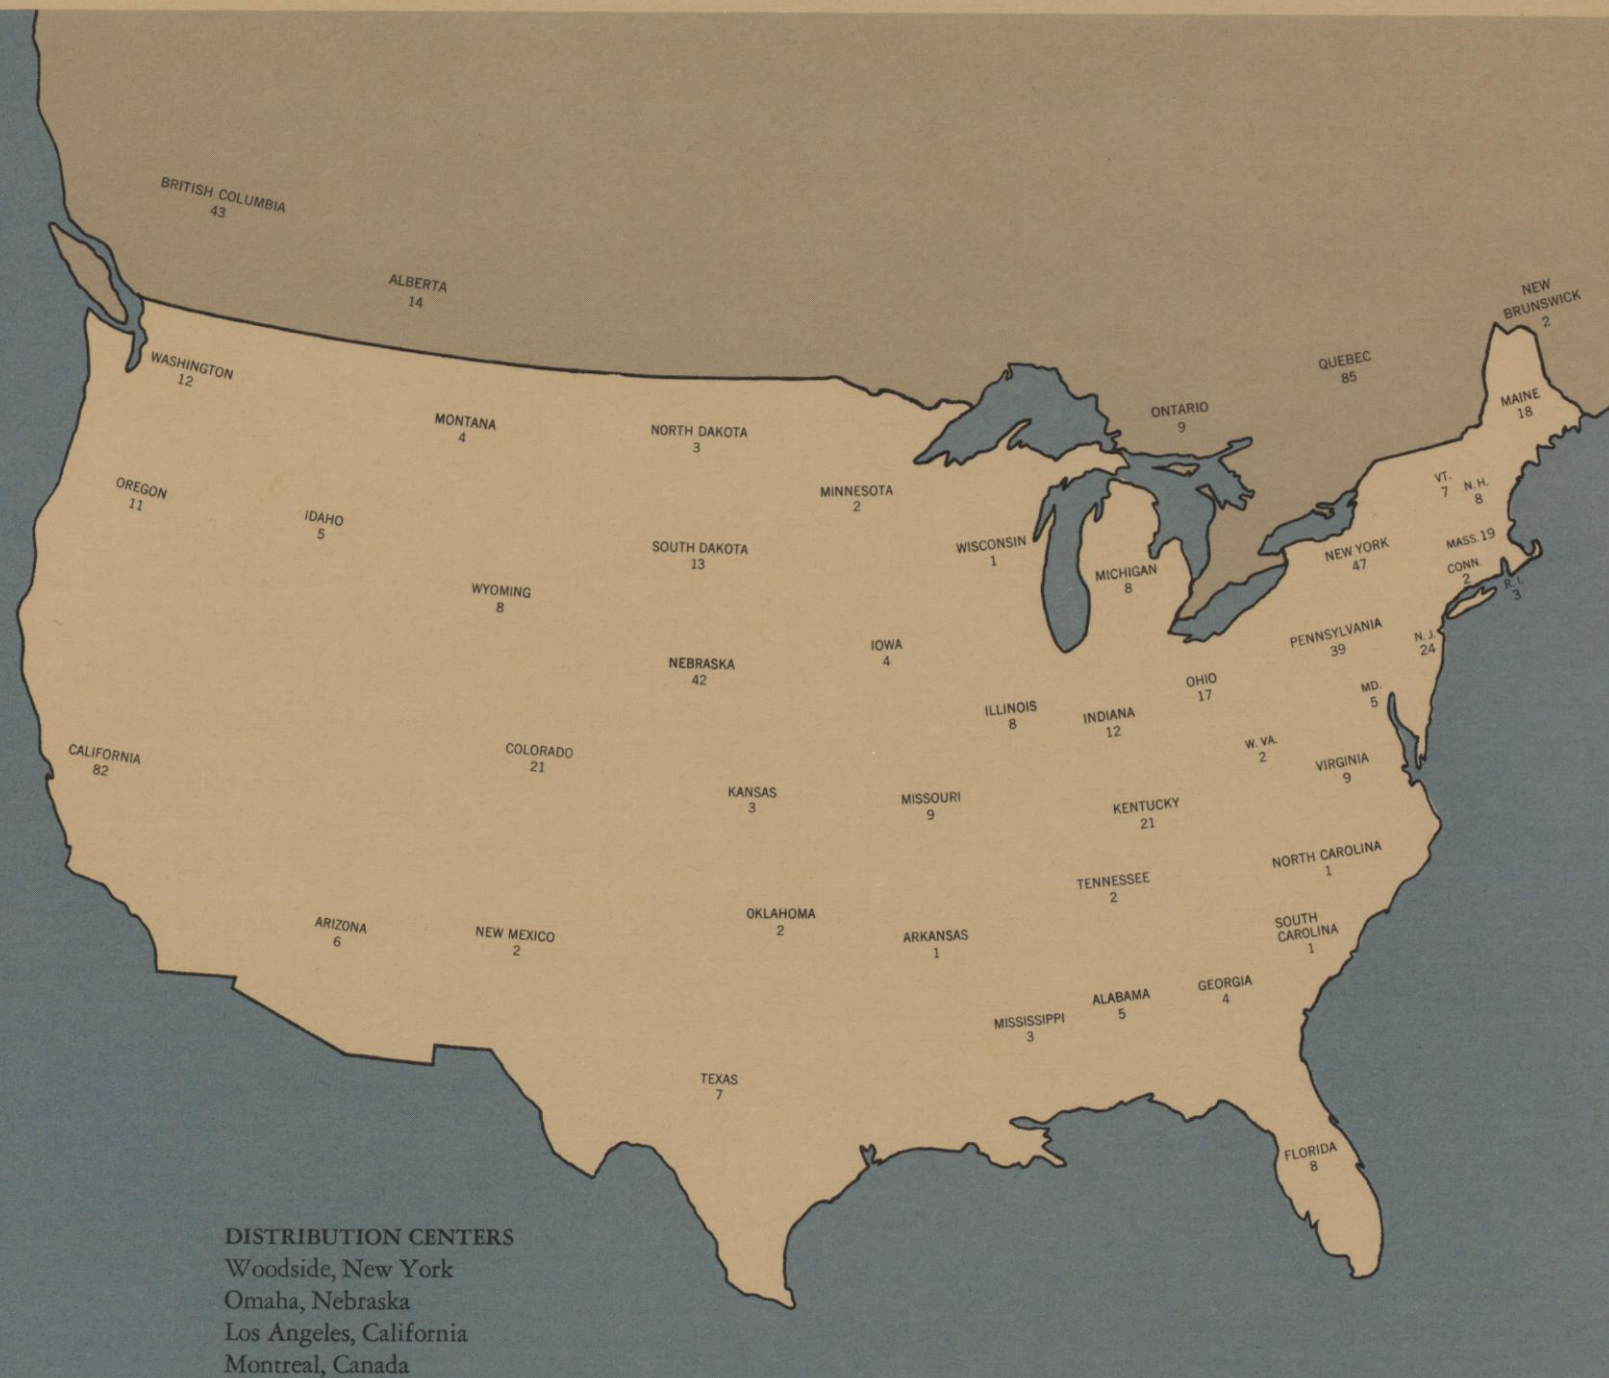 BRITISH COLUMBIA
43
ALBERTA
14
NEW
BRUNSWICK
2
QUEBEC
85
ONTARIO
9
WASHINGTON
12
MONTANA
4
NORTH DAKOTA
3
MINNESOTA
2
MAINE
18
OREGON
11
IDAHO
5
SOUTH DAKOTA
13
WISCONSIN
1
MICHIGAN
8
NEW YORK
47
VT.
7
N. H.
8
MASS. 19
CONN.
2
R. I.
3
WYOMING
8
NEBRASKA
42
IOWA
4
ILLINOIS
8
INDIANA
12
OHIO
17
PENNSYLVANIA
39
N. J.
24
MD.
5
CALIFORNIA
82
COLORADO
21
KANSAS
3
MISSOURI
9
KENTUCKY
21
W. VA.
2
VIRGINIA
9
NORTH CAROLINA
1
TENNESSEE
2
ARIZONA
6
NEW MEXICO
2
OKLAHOMA
2
ARKANSAS
1
SOUTH
CAROLINA
1
MISSISSIPPI
3
ALABAMA
5
GEORGIA
4
TEXAS
7
FLORIDA
8
DISTRIBUTION CENTERS
Woodside, New York
Omaha, Nebraska
Los Angeles, California
Montreal, Canada